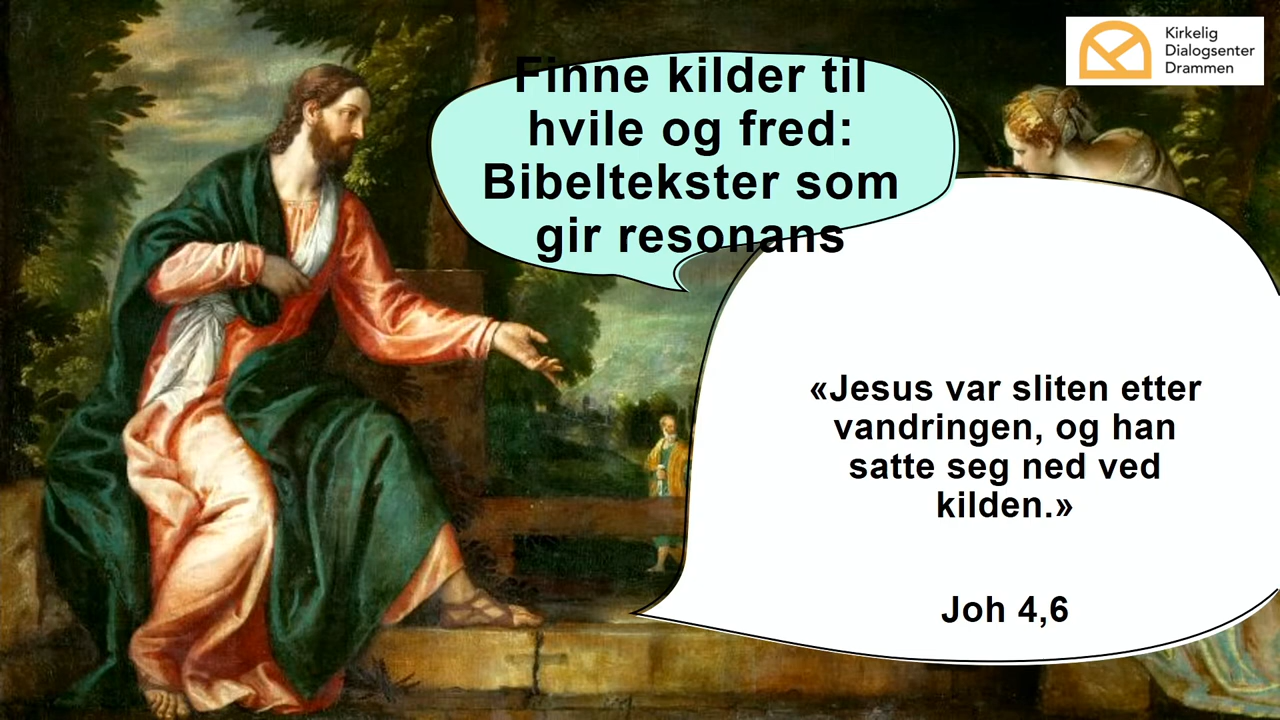 Kirkelig
Dialogsenter
Drammen
Finne kilder til
hvile og fred:
Bibeltekster som
gir resonans
«Jesus var sliten etter
vandringen, og han
satte seg ned ved
kilden.»
Joh 4,6